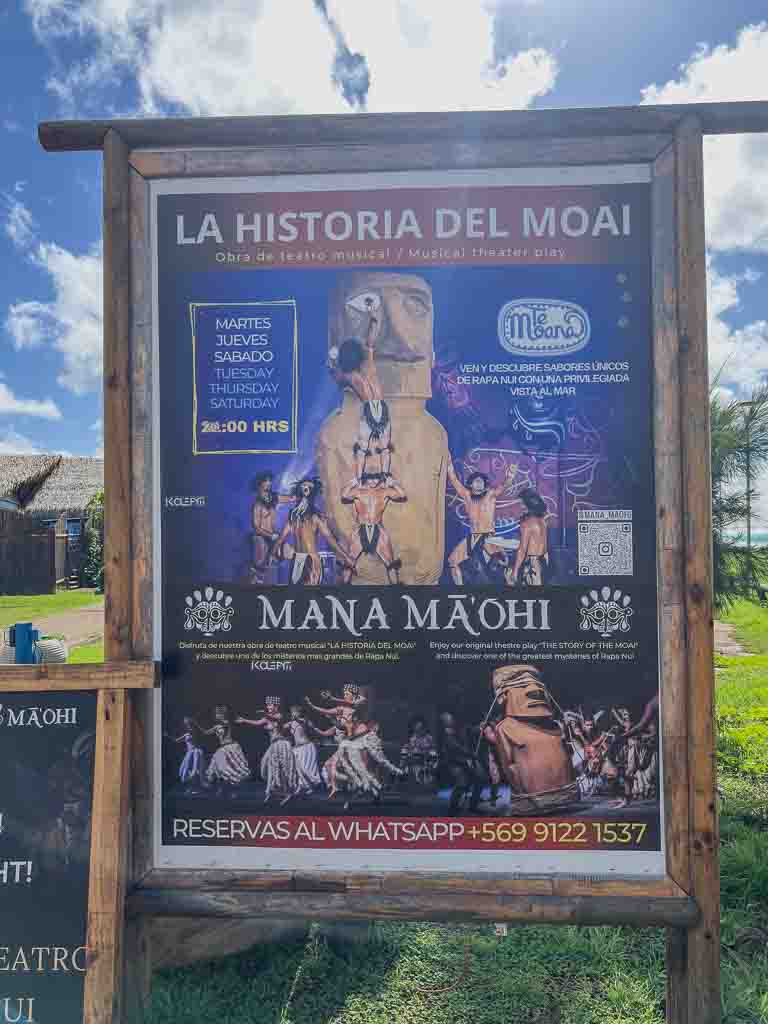 LA HISTORIA DEL MOAI
Obra de teatro musical / Musical theater play
MARTES
JUEVES
SABADO
TUESDAY
THURSDAY
SATURDAY
:00 HRS
Te Moana
VEN Y DESCUBRE SABORES ÚNICOS
DE RAPA NUI CON UNA PRIVILEGIADA
VISTA AL MAR
@MANA_MAOHI
MANA MĀ'OHI
Disfruta de nuestra obra de teatro musical "LA HISTORIA DEL MOAI"
y descubre uno de los misterios mas grandes de Rapa Nui.
Enjoy our original theatre play "THE STORY OF THE MOAI"
and discover one of the greatest mysteries of Rapa Nui
RESERVAS AL WHATSAPP +569 9122 1537
MĀ'OHI
HT!
EATRO
UI